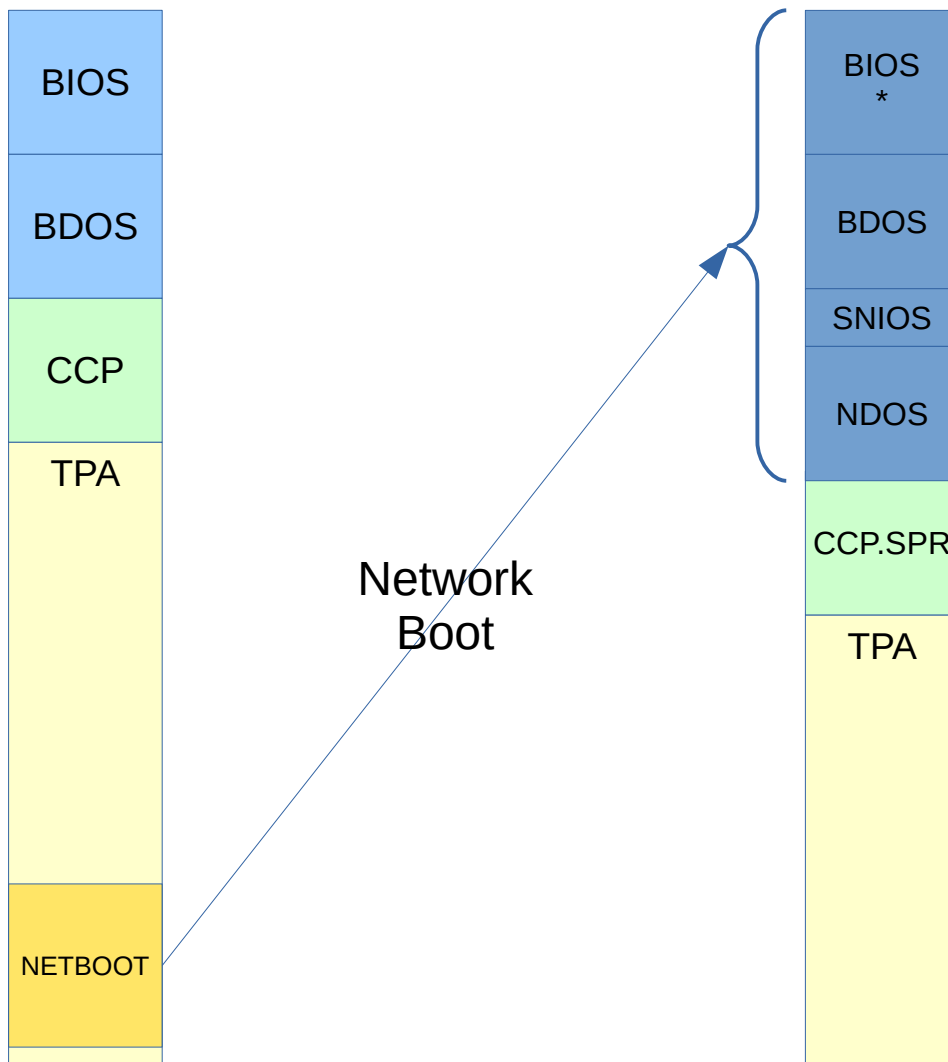 BIOS
BDOS
CCP
TPA
NETBOOT
Network
Boot
BIOS
*
BDOS
SNIOS
NDOS
CCP.SPR
TPA